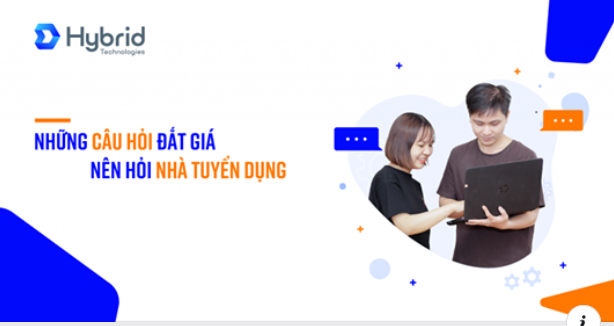 Hybrid
Technologies
NHỮNG CÂU HỎI ĐẮT GIÁ
NÊN HỎI NHÀ TUYỂN DỤNG